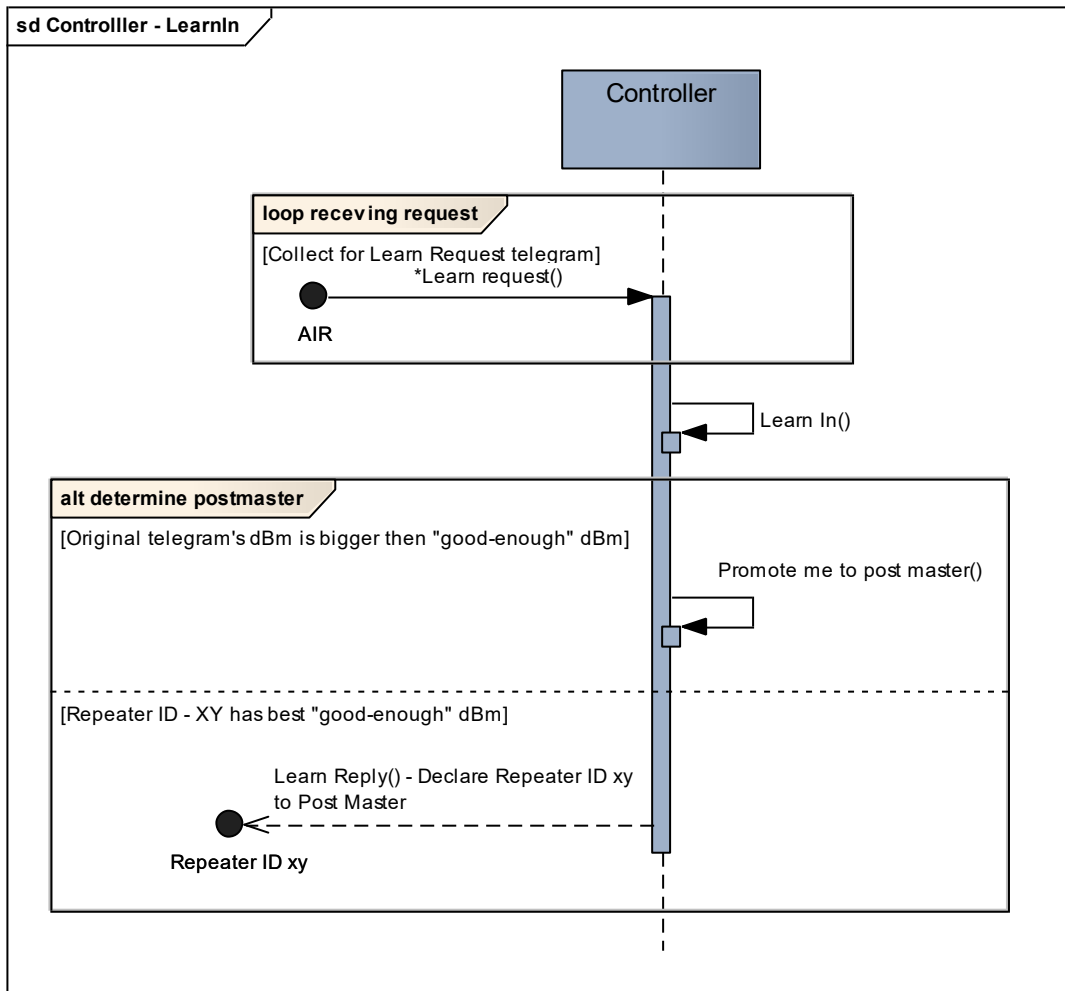 sd Controlller - LearnIn
Controller
loop receving request
[Collect for Learn Request telegram]
*Learn request()
AIR
Learn In()
alt determine postmaster
[Original telegram's dBm is bigger then "good-enough" dBm]
Promote me to post master()
[Repeater ID - XY has best "good-enough" dBm]
Learn Reply() - Declare Repeater ID xy
to Post Master
Repeater ID xy